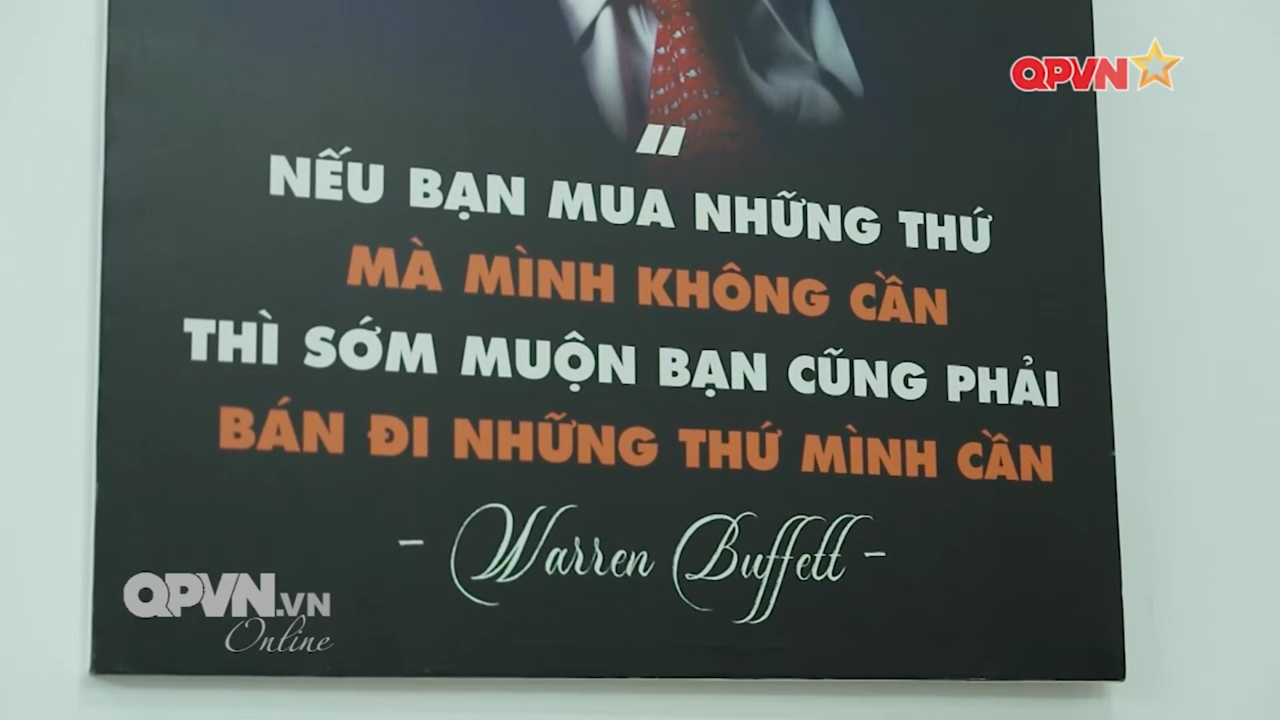 QPVN
"
NẾU BẠN MUA NHỮNG THỨ
MÀ MÌNH KHÔNG CẦN
THÌ SỚM MUỘN BẠN CŨNG PHẢI
BÁN ĐI NHỮNG THỨ MÌNH CẦN
- Warren Buffett -
QPVN.VN
Online